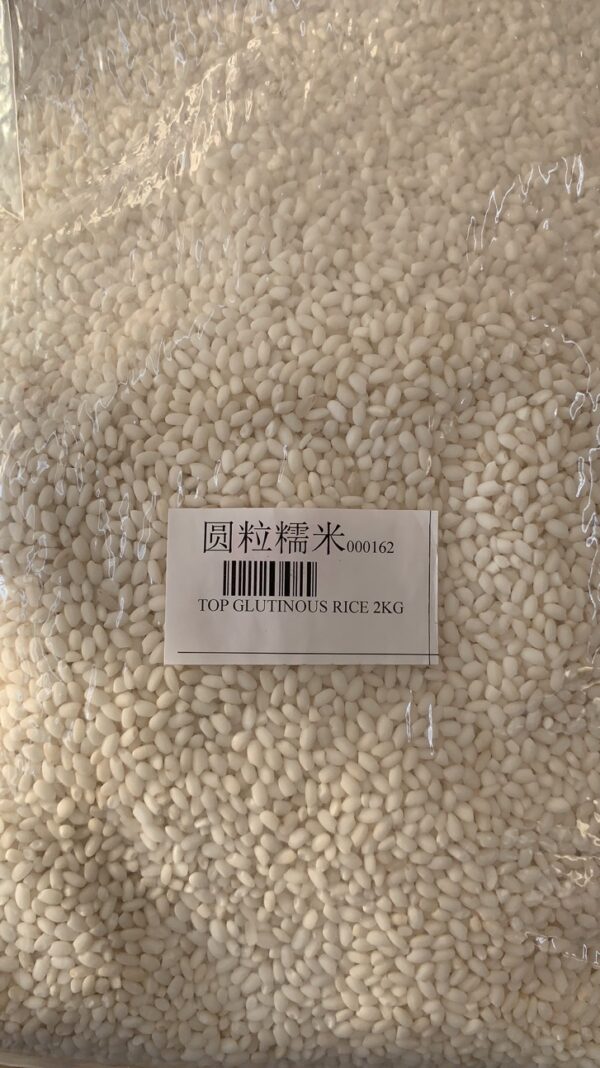 圆粒糯米000162
TOP GLUTINOUS RICE 2KG